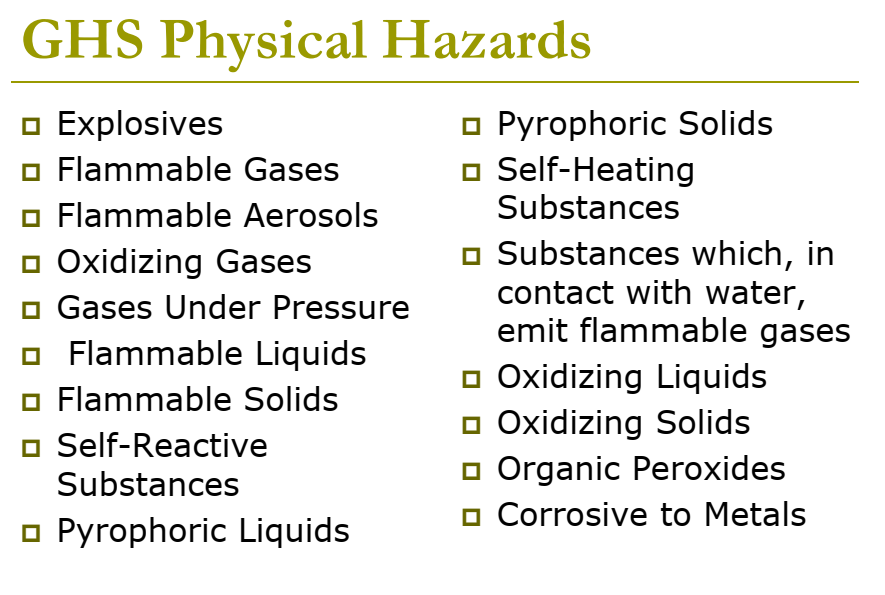 GHS Physical Hazards
Explosives
Flammable Gases
Flammable Aerosols
Oxidizing Gases
Gases Under Pressure
Flammable Liquids
Flammable Solids
Self-Reactive
Substances
Pyrophoric Liquids
Pyrophoric Solids
Self-Heating
Substances
Substances which, in
contact with water,
emit flammable gases
Oxidizing Liquids
Oxidizing Solids
Organic Peroxides
Corrosive to Metals